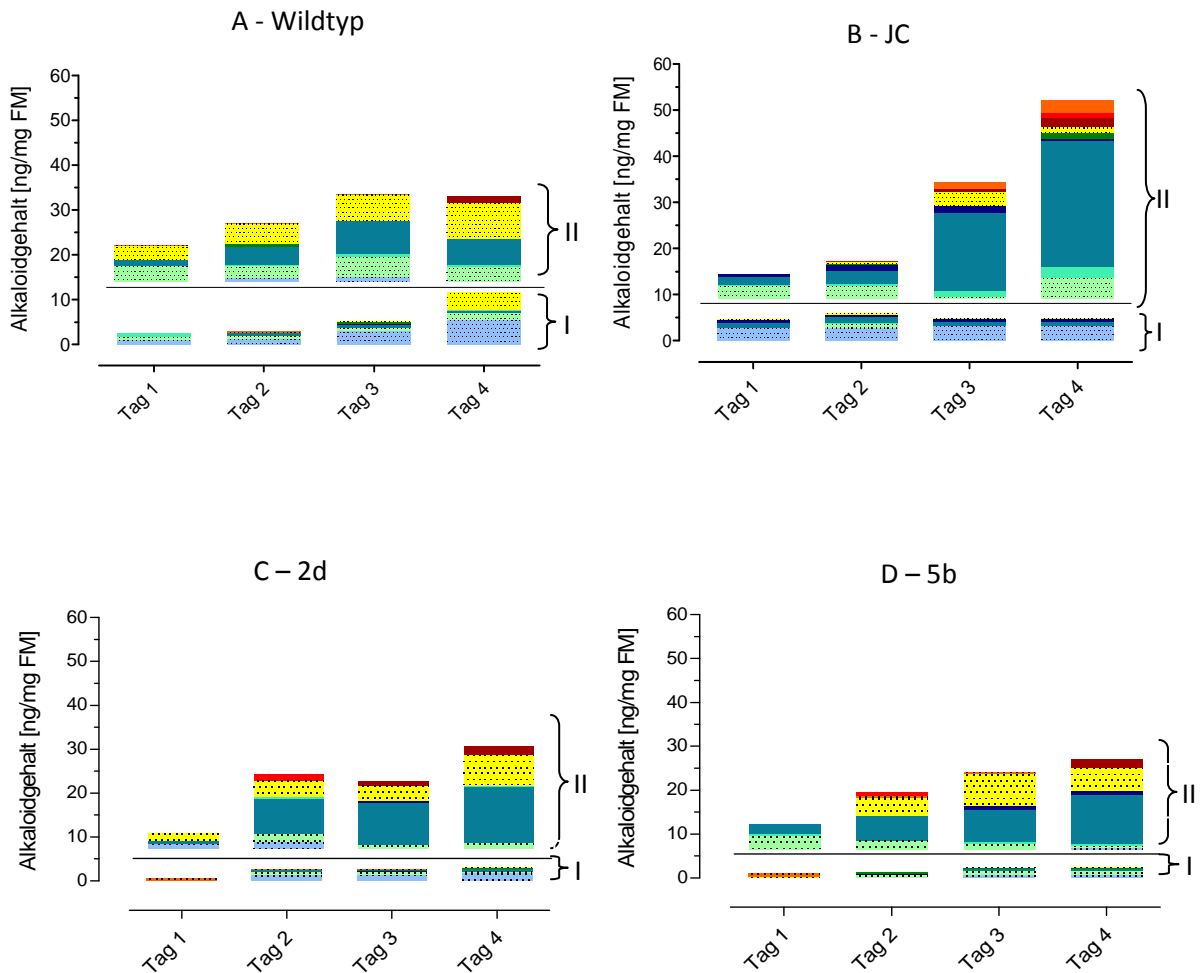 A - Wildtyp
Alkaloidgehalt [ng/mg FM]
60
50
40
30
20
10
0
II
I
Tag 1
Tag 2
Tag 3
Tag 4
B - JC
Alkaloidgehalt [ng/mg FM]
60
50
40
30
20
10
0
II
I
Tag 1
Tag 2
Tag 3
Tag 4
C – 2d
Alkaloidgehalt [ng/mg FM]
60
50
40
30
20
10
0
II
I
Tag 1
Tag 2
Tag 3
Tag 4
D – 5b
Alkaloidgehalt [ng/mg FM]
60
50
40
30
20
10
0
II
I
Tag 1
Tag 2
Tag 3
Tag 4